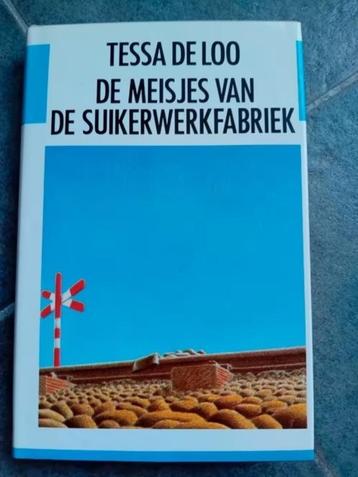 TESSA DE LOO
DE MEISJES VAN
DE SUIKERWERKFABRIEK